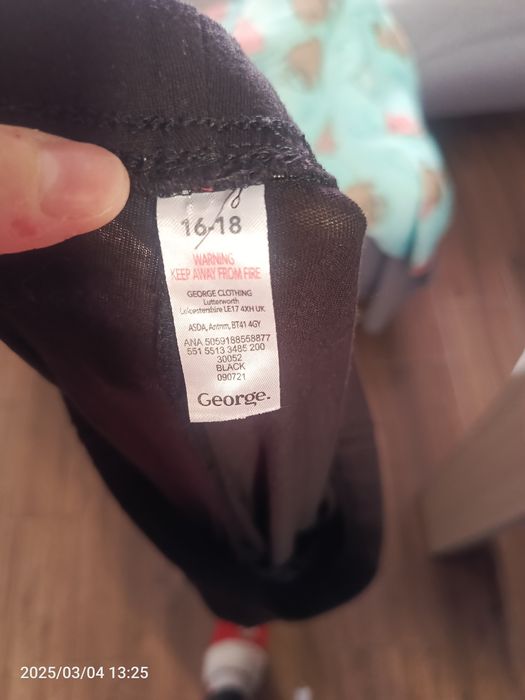 16-18
WARNING
KEEP AWAY FROM FIRE
GEORGE CLOTHING
Lutterworth
Leicestershire LE17 4XH UK
ASDA, Antrim, BT41 4GY
ANA 5059188558877
551 5513 3485 200
30052
BLACK
090721
George.
2025/03/04 13:25